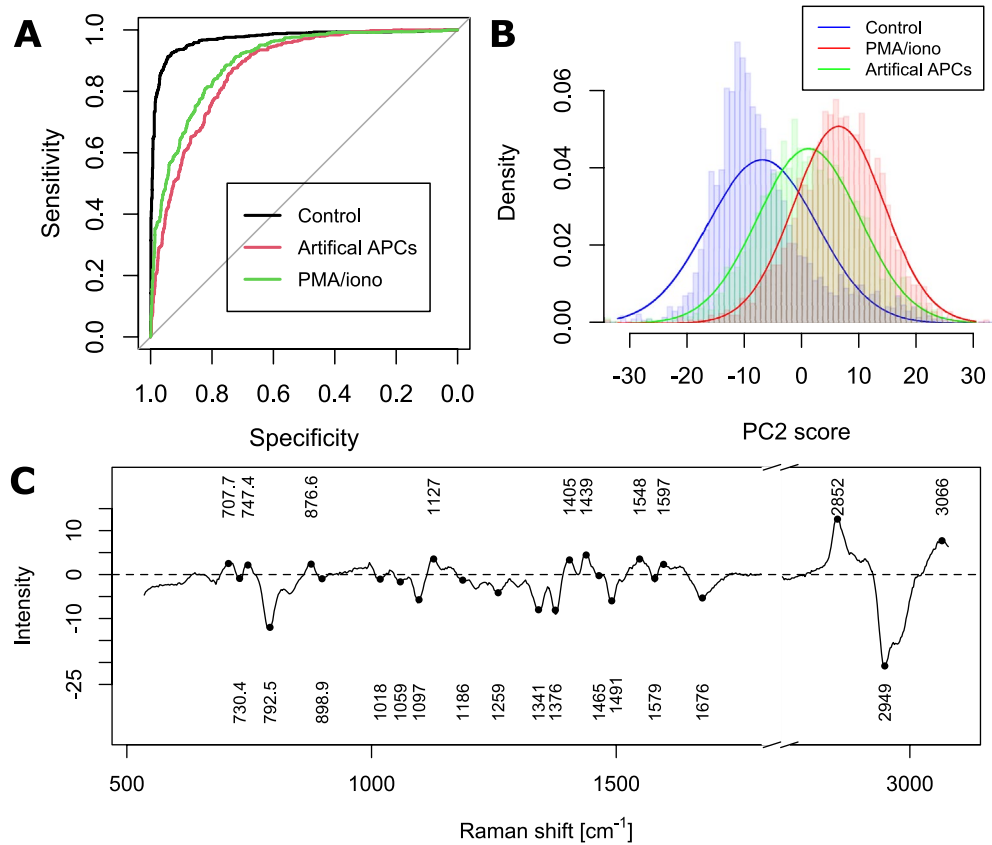 A
Sensitivity
1.0
0.8
0.6
0.4
0.2
0.0
Control
Artifical APCs
PMA/iono
1.0 0.8 0.6 0.4 0.2 0.0
Specificity
B
Density
0.06
0.04
0.02
0.00
Control
PMA/iono
Artifical APCs
-30 -20 -10 0 10 20 30
PC2 score
C
Intensity
10
0
-10
-25
707.7 747.4 876.6 1127 1405 1439 1548 1597 2852 3066
730.4 792.5 898.9 1018 1059 1097 1186 1259 1341 1376 1465 1491 1579 1676 2949
500 1000 1500 3000
Raman shift [cm⁻¹]